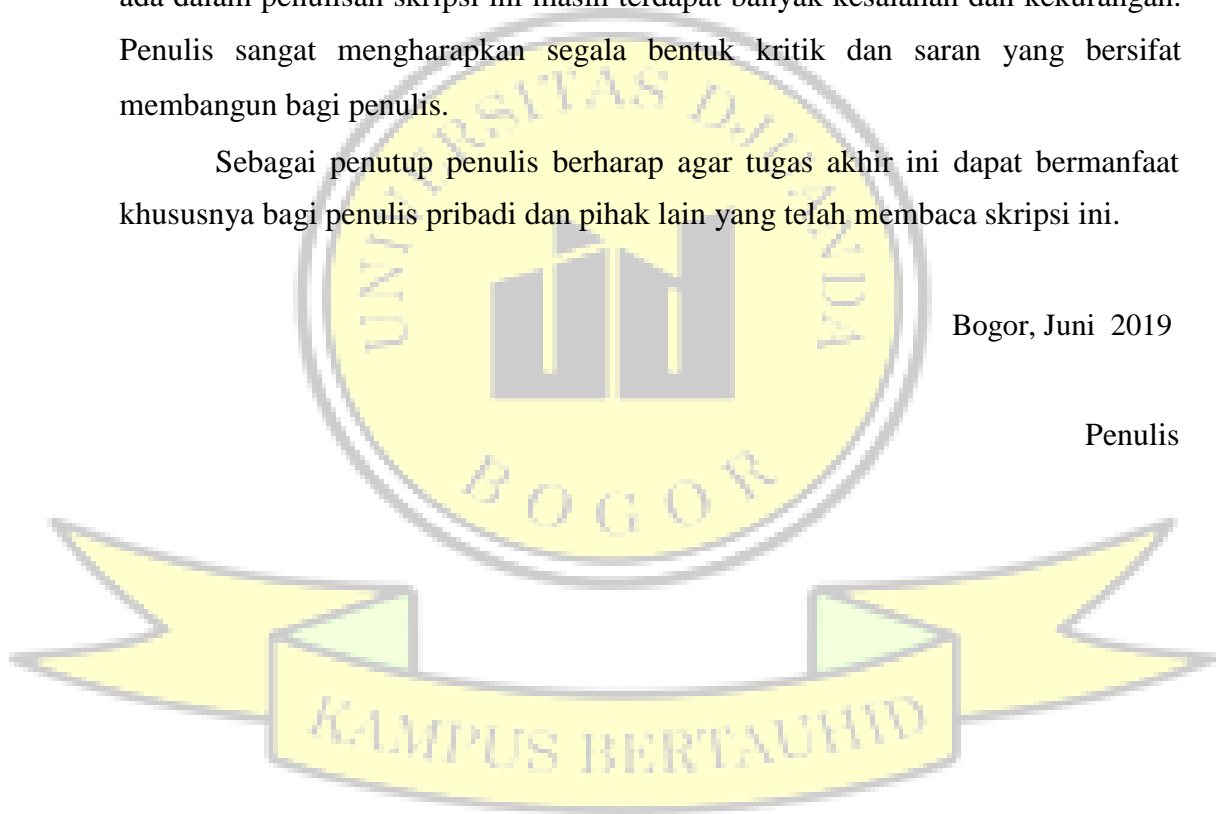 ada dalam penulisan skripsi ini masih terdapat banyak kesalahan dan kekurangan.
Penulis sangat mengharapkan segala bentuk kritik dan saran yang bersifat
membangun bagi penulis.
Sebagai penutup penulis berharap agar tugas akhir ini dapat bermanfaat
khususnya bagi penulis pribadi dan pihak lain yang telah membaca skripsi ini.
Bogor, Juni 2019
Penulis
UNIVERSITAS DJUANDA
BOGOR
KAMPUS BERTAUHID